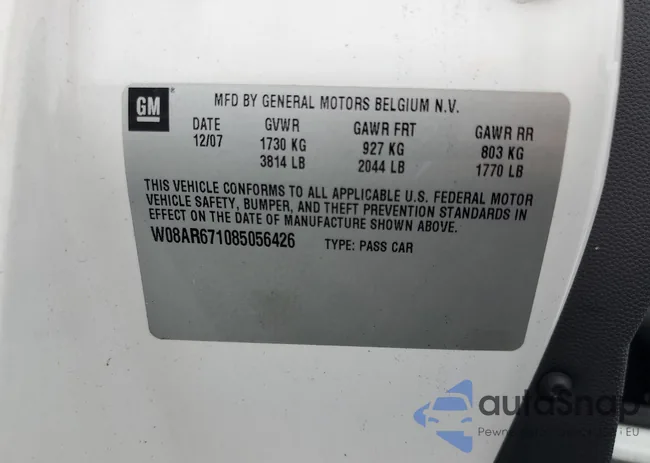 GM ® MFD BY GENERAL MOTORS BELGIUM N.V.
DATE GVWR GAWR FRT GAWR RR
12/07 1730 KG 927 KG 803 KG
3814 LB 2044 LB 1770 LB
THIS VEHICLE CONFORMS TO ALL APPLICABLE U.S. FEDERAL MOTOR
VEHICLE SAFETY, BUMPER, AND THEFT PREVENTION STANDARDS IN
EFFECT ON THE DATE OF MANUFACTURE SHOWN ABOVE.
W08AR671085056426 TYPE: PASS CAR
autoSnap